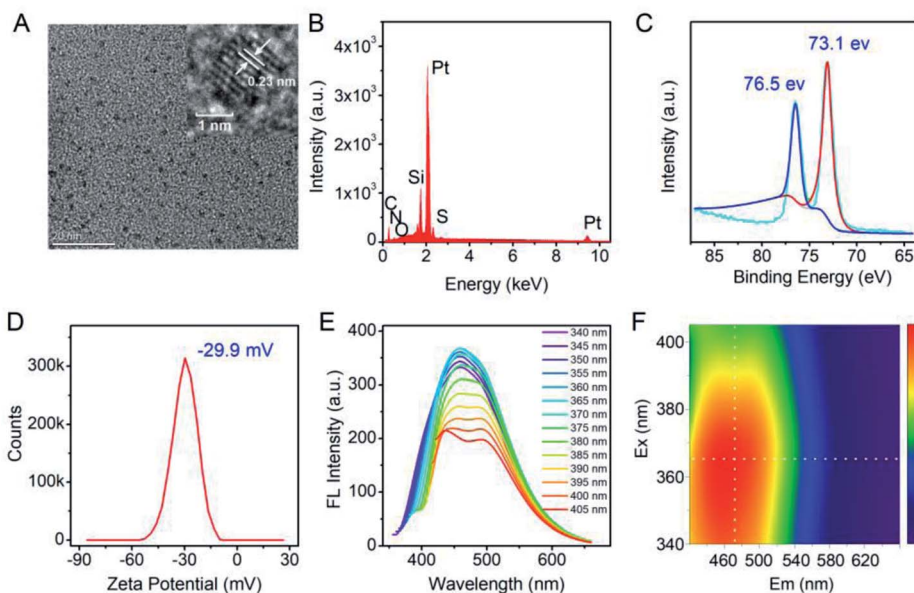 A
0.23 nm
1 nm
20 nm
B
Intensity (a.u.)
4x10³
3x10³
2x10³
1x10³
0
C
N
O
Si
Pt
S
Pt
0 2 4 6 8 10
Energy (keV)
C
Intensity (a.u.)
76.5 ev
73.1 ev
85 80 75 70 65
Binding Energy (eV)
D
Counts
300k
200k
100k
0
-29.9 mV
-90 -60 -30 0 30
Zeta Potential (mV)
E
FL Intensity (a.u.)
400
300
200
100
0
340 nm
345 nm
350 nm
355 nm
360 nm
365 nm
370 nm
375 nm
380 nm
385 nm
390 nm
395 nm
400 nm
405 nm
400 500 600 700
Wavelength (nm)
F
Ex (nm)
400
380
360
340
460 500 540 580 620
Em (nm)